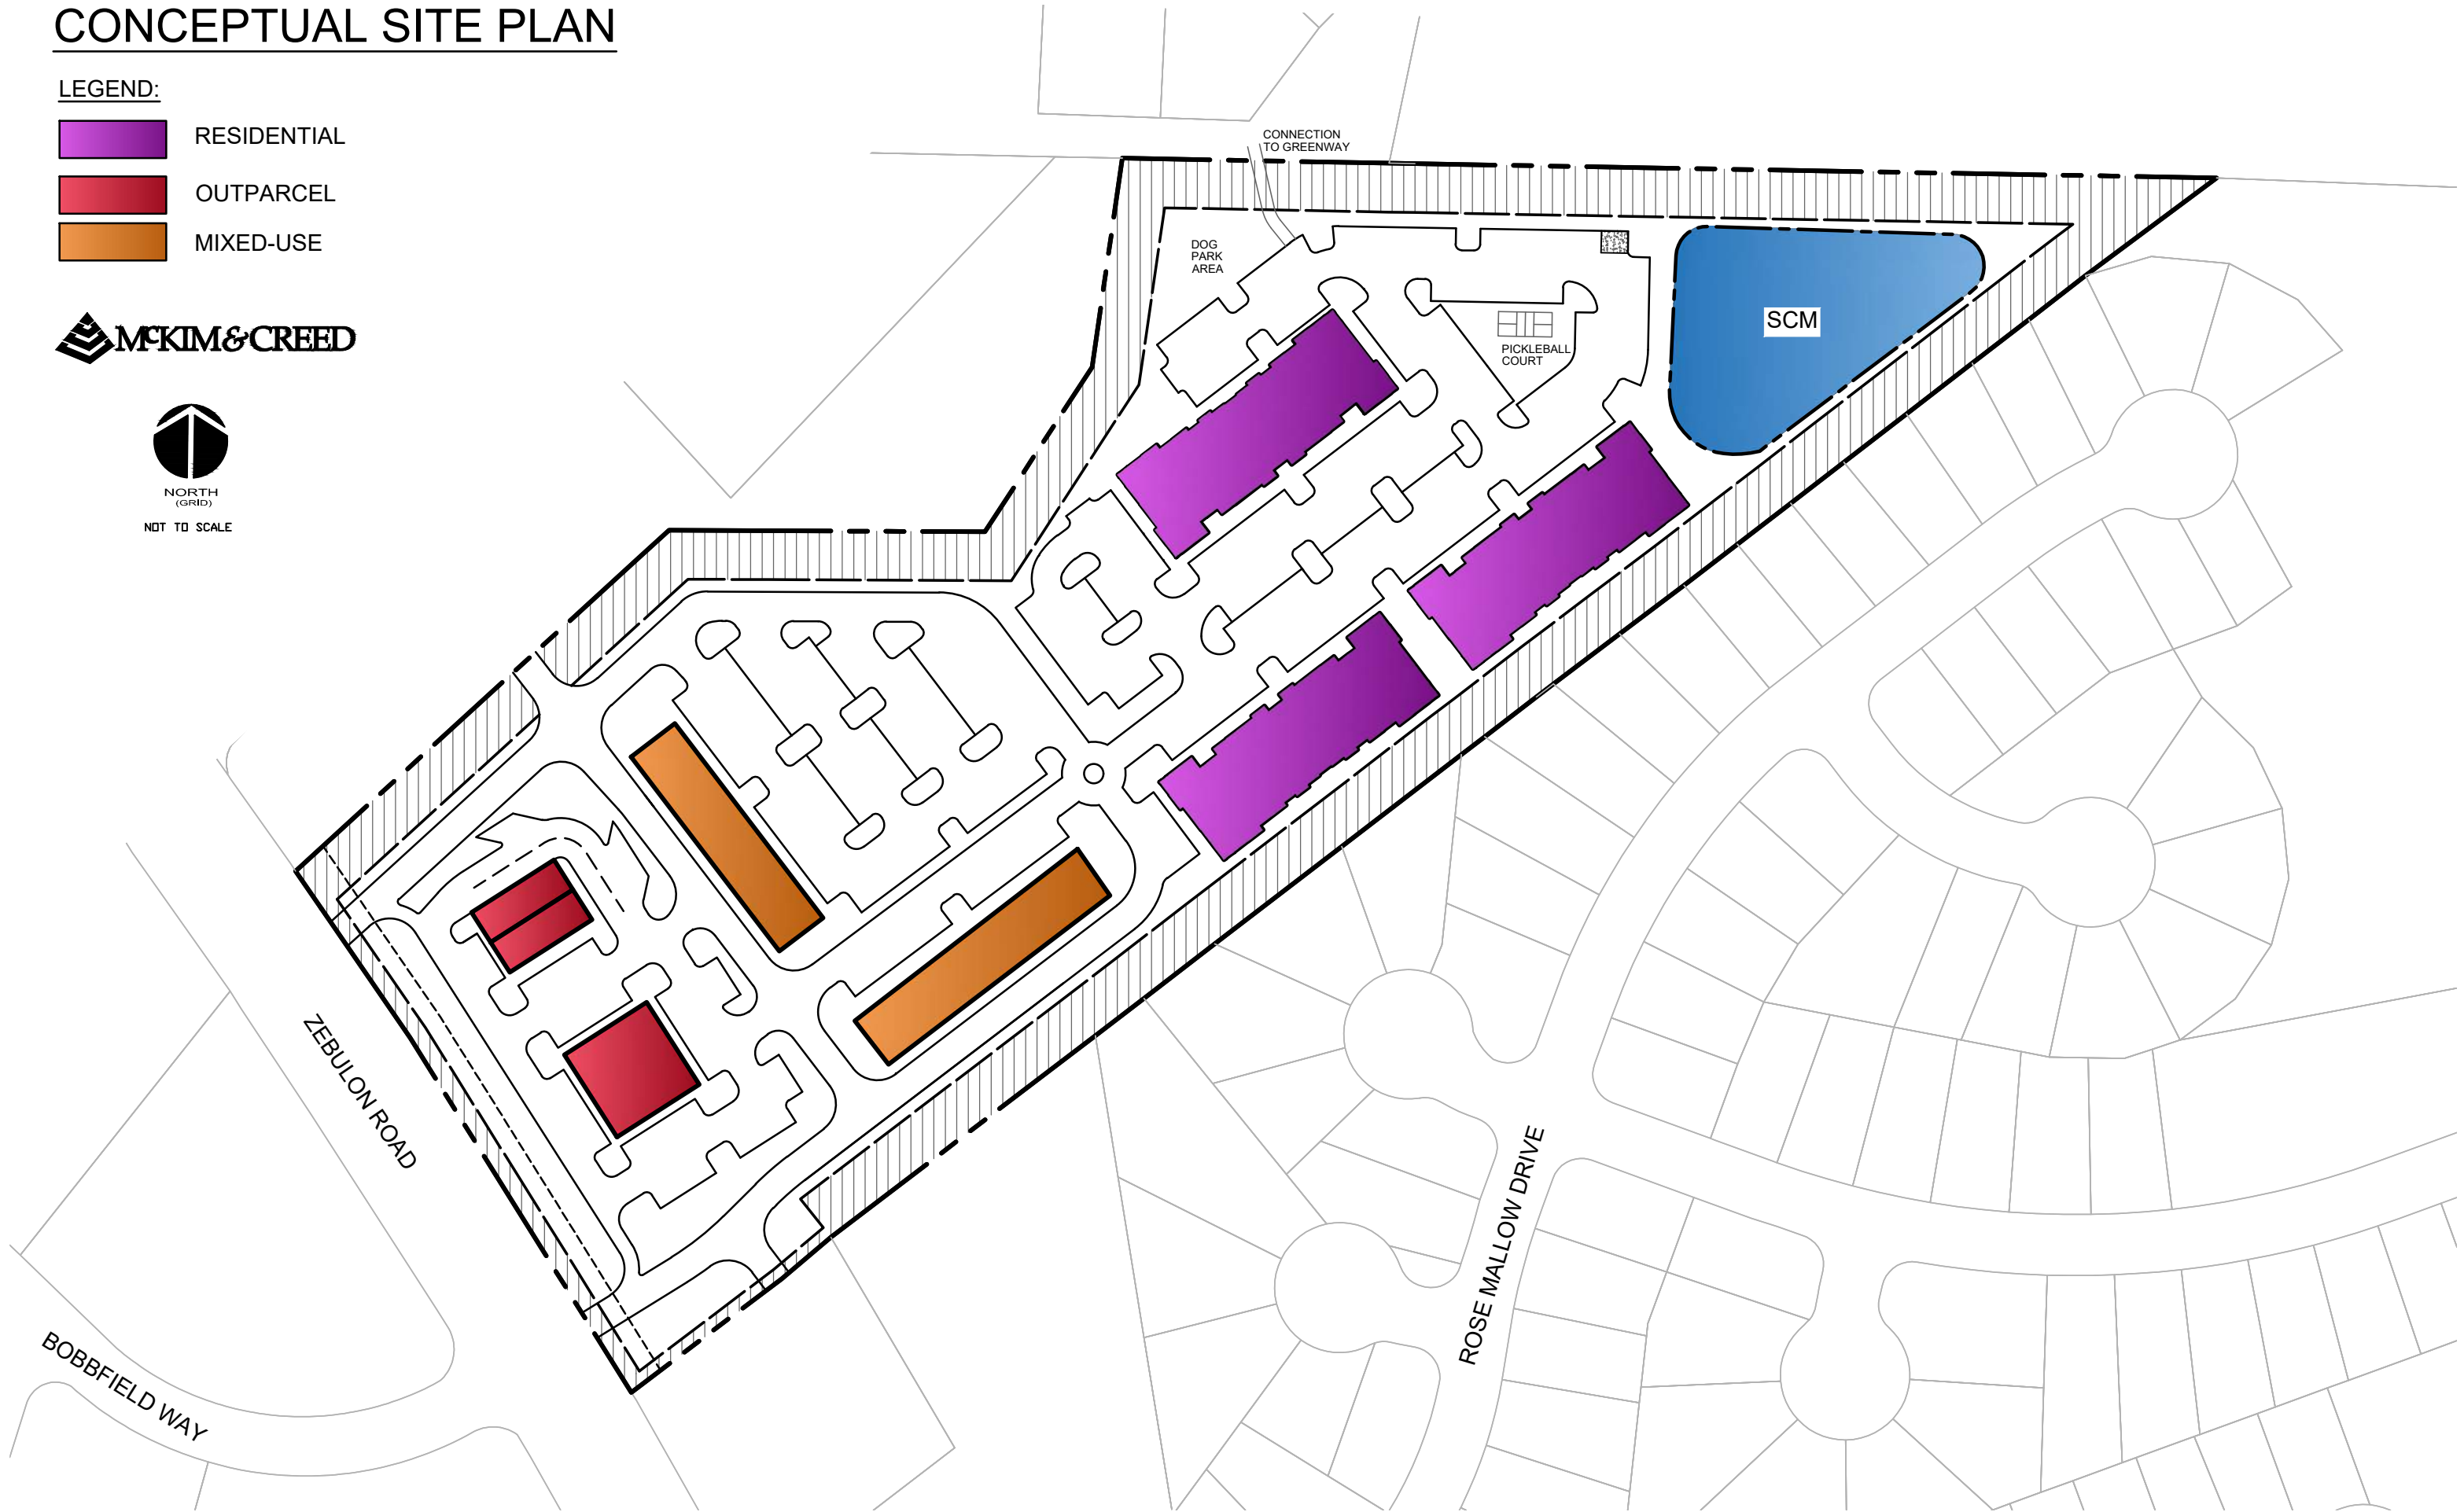 CONCEPTUAL SITE PLAN
LEGEND:
RESIDENTIAL
OUTPARCEL
MIXED-USE
McKIM&CREED
NORTH
(GRID)
NOT TO SCALE
CONNECTION
TO GREENWAY
DOG
PARK
AREA
PICKLEBALL
COURT
SCM
ZEBULON ROAD
BOBBFIELD WAY
ROSE MALLOW DRIVE